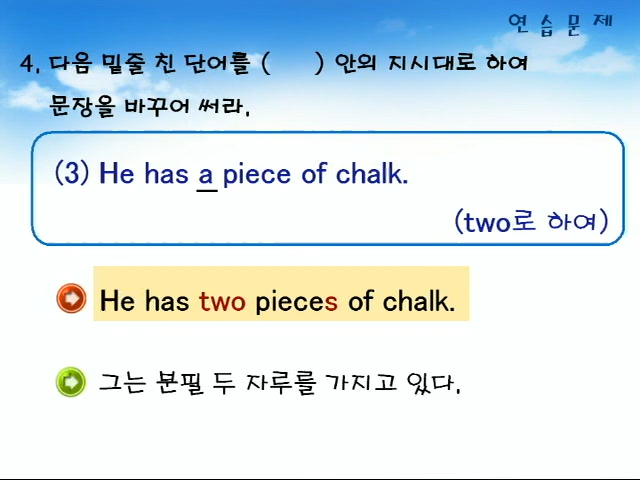 연습문제
4. 다음 밑줄 친 단어를 (    ) 안의 지시대로 하여
문장을 바꾸어 써라.
(3) He has a piece of chalk.
(two로 하여)
He has two pieces of chalk.
그는 분필 두 자루를 가지고 있다.